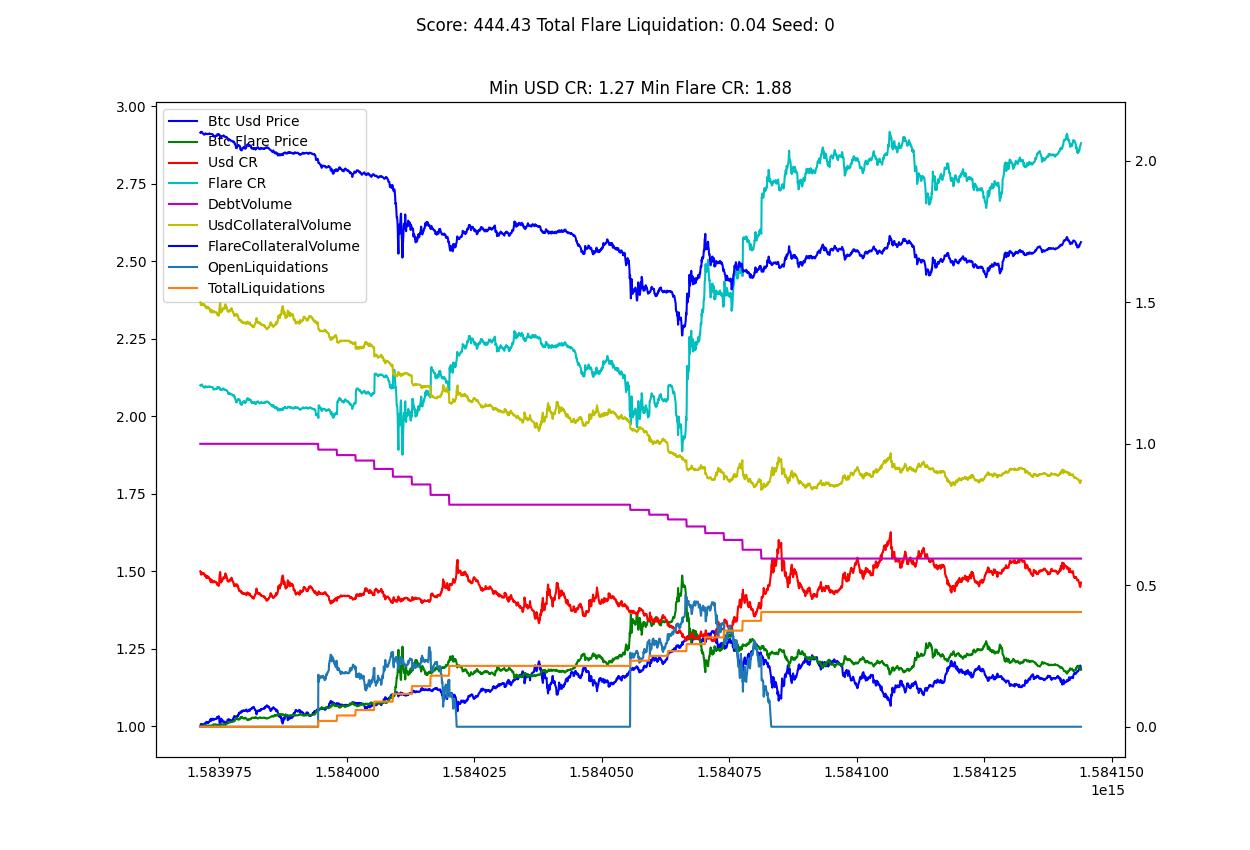 Score: 444.43 Total Flare Liquidation: 0.04 Seed: 0
Min USD CR: 1.27 Min Flare CR: 1.88
Btc Usd Price
Btc Flare Price
Usd CR
Flare CR
DebtVolume
UsdCollateralVolume
FlareCollateralVolume
OpenLiquidations
TotalLiquidations
3.00
2.75
2.50
2.25
2.00
1.75
1.50
1.25
1.00
2.0
1.5
1.0
0.5
0.0
1.583975 1.584000 1.584025 1.584050 1.584075 1.584100 1.584125 1.584150
1e15